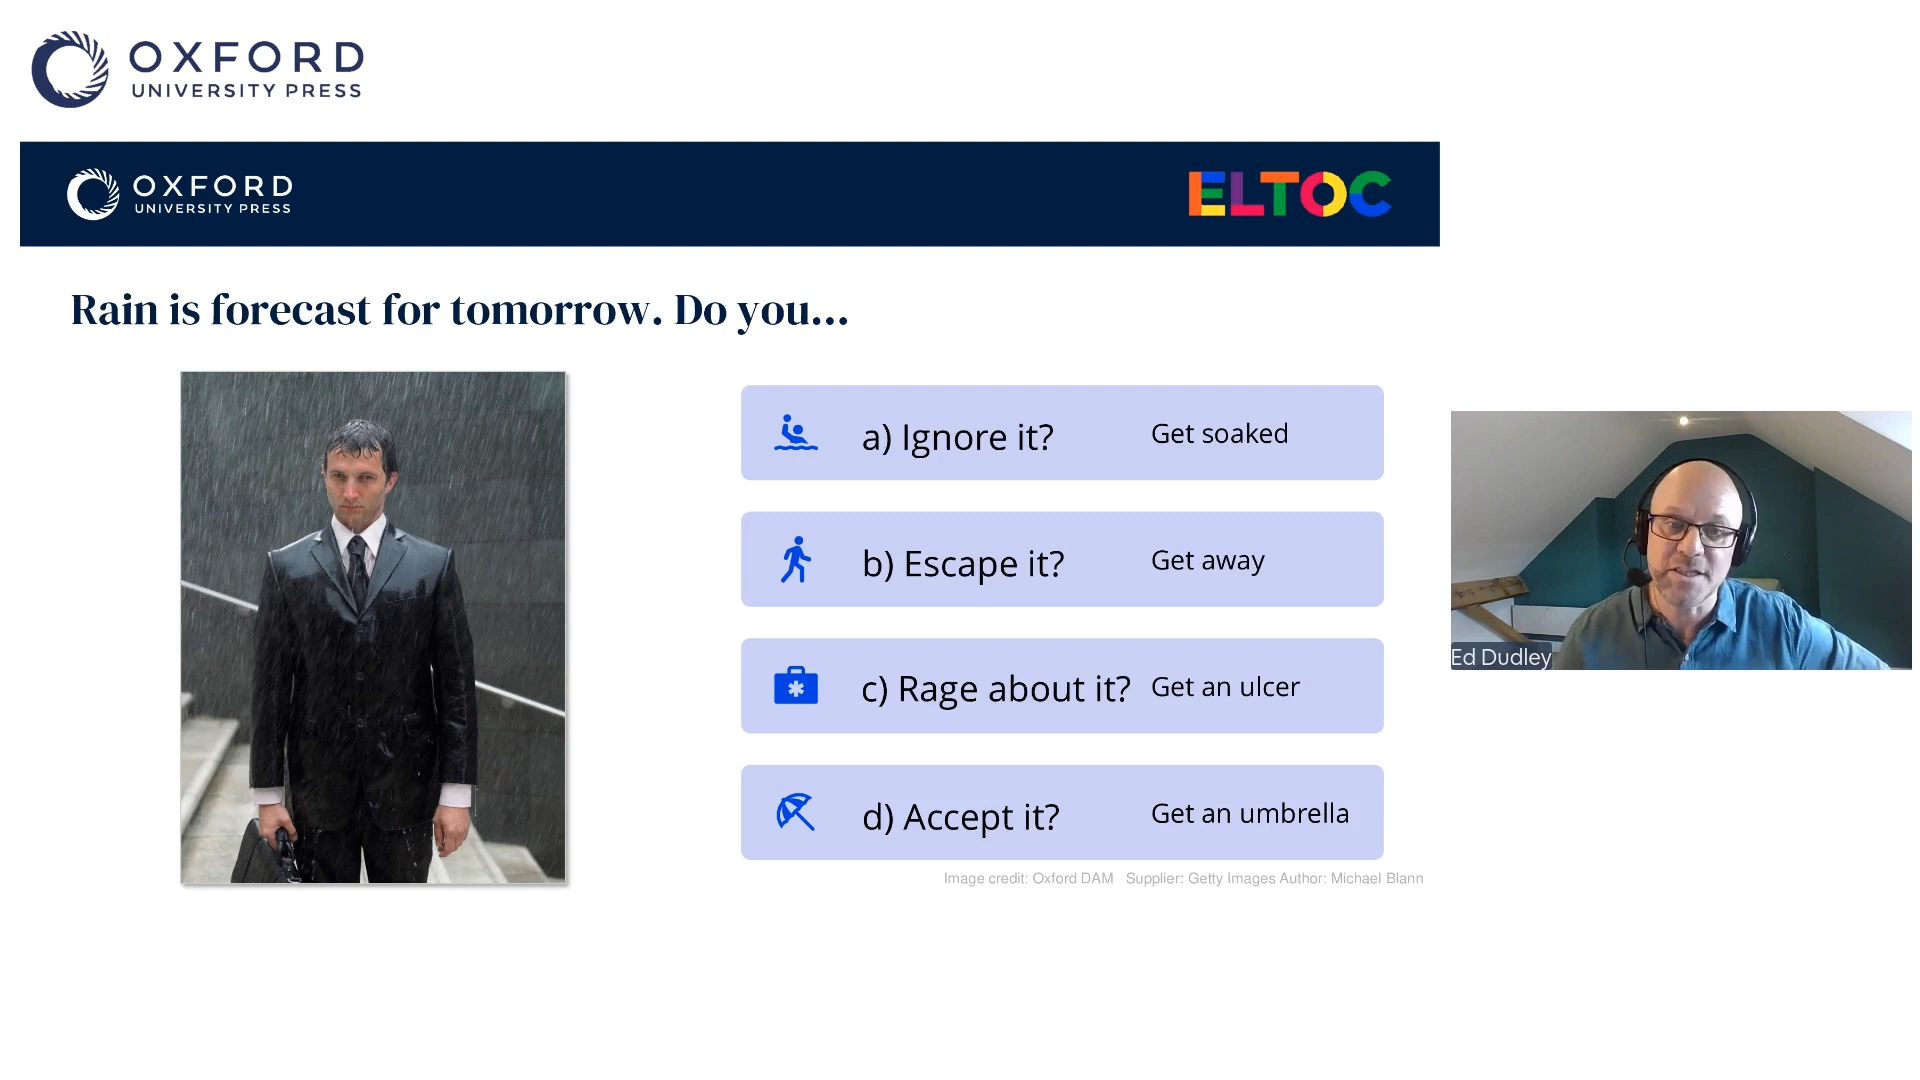 OXFORD
UNIVERSITY PRESS
OXFORD
UNIVERSITY PRESS
ELTOC
Rain is forecast for tomorrow. Do you...
a) Ignore it? Get soaked
b) Escape it? Get away
c) Rage about it? Get an ulcer
d) Accept it? Get an umbrella
Image credit: Oxford DAM Supplier: Getty Images Author: Michael Blann
Ed Dudley